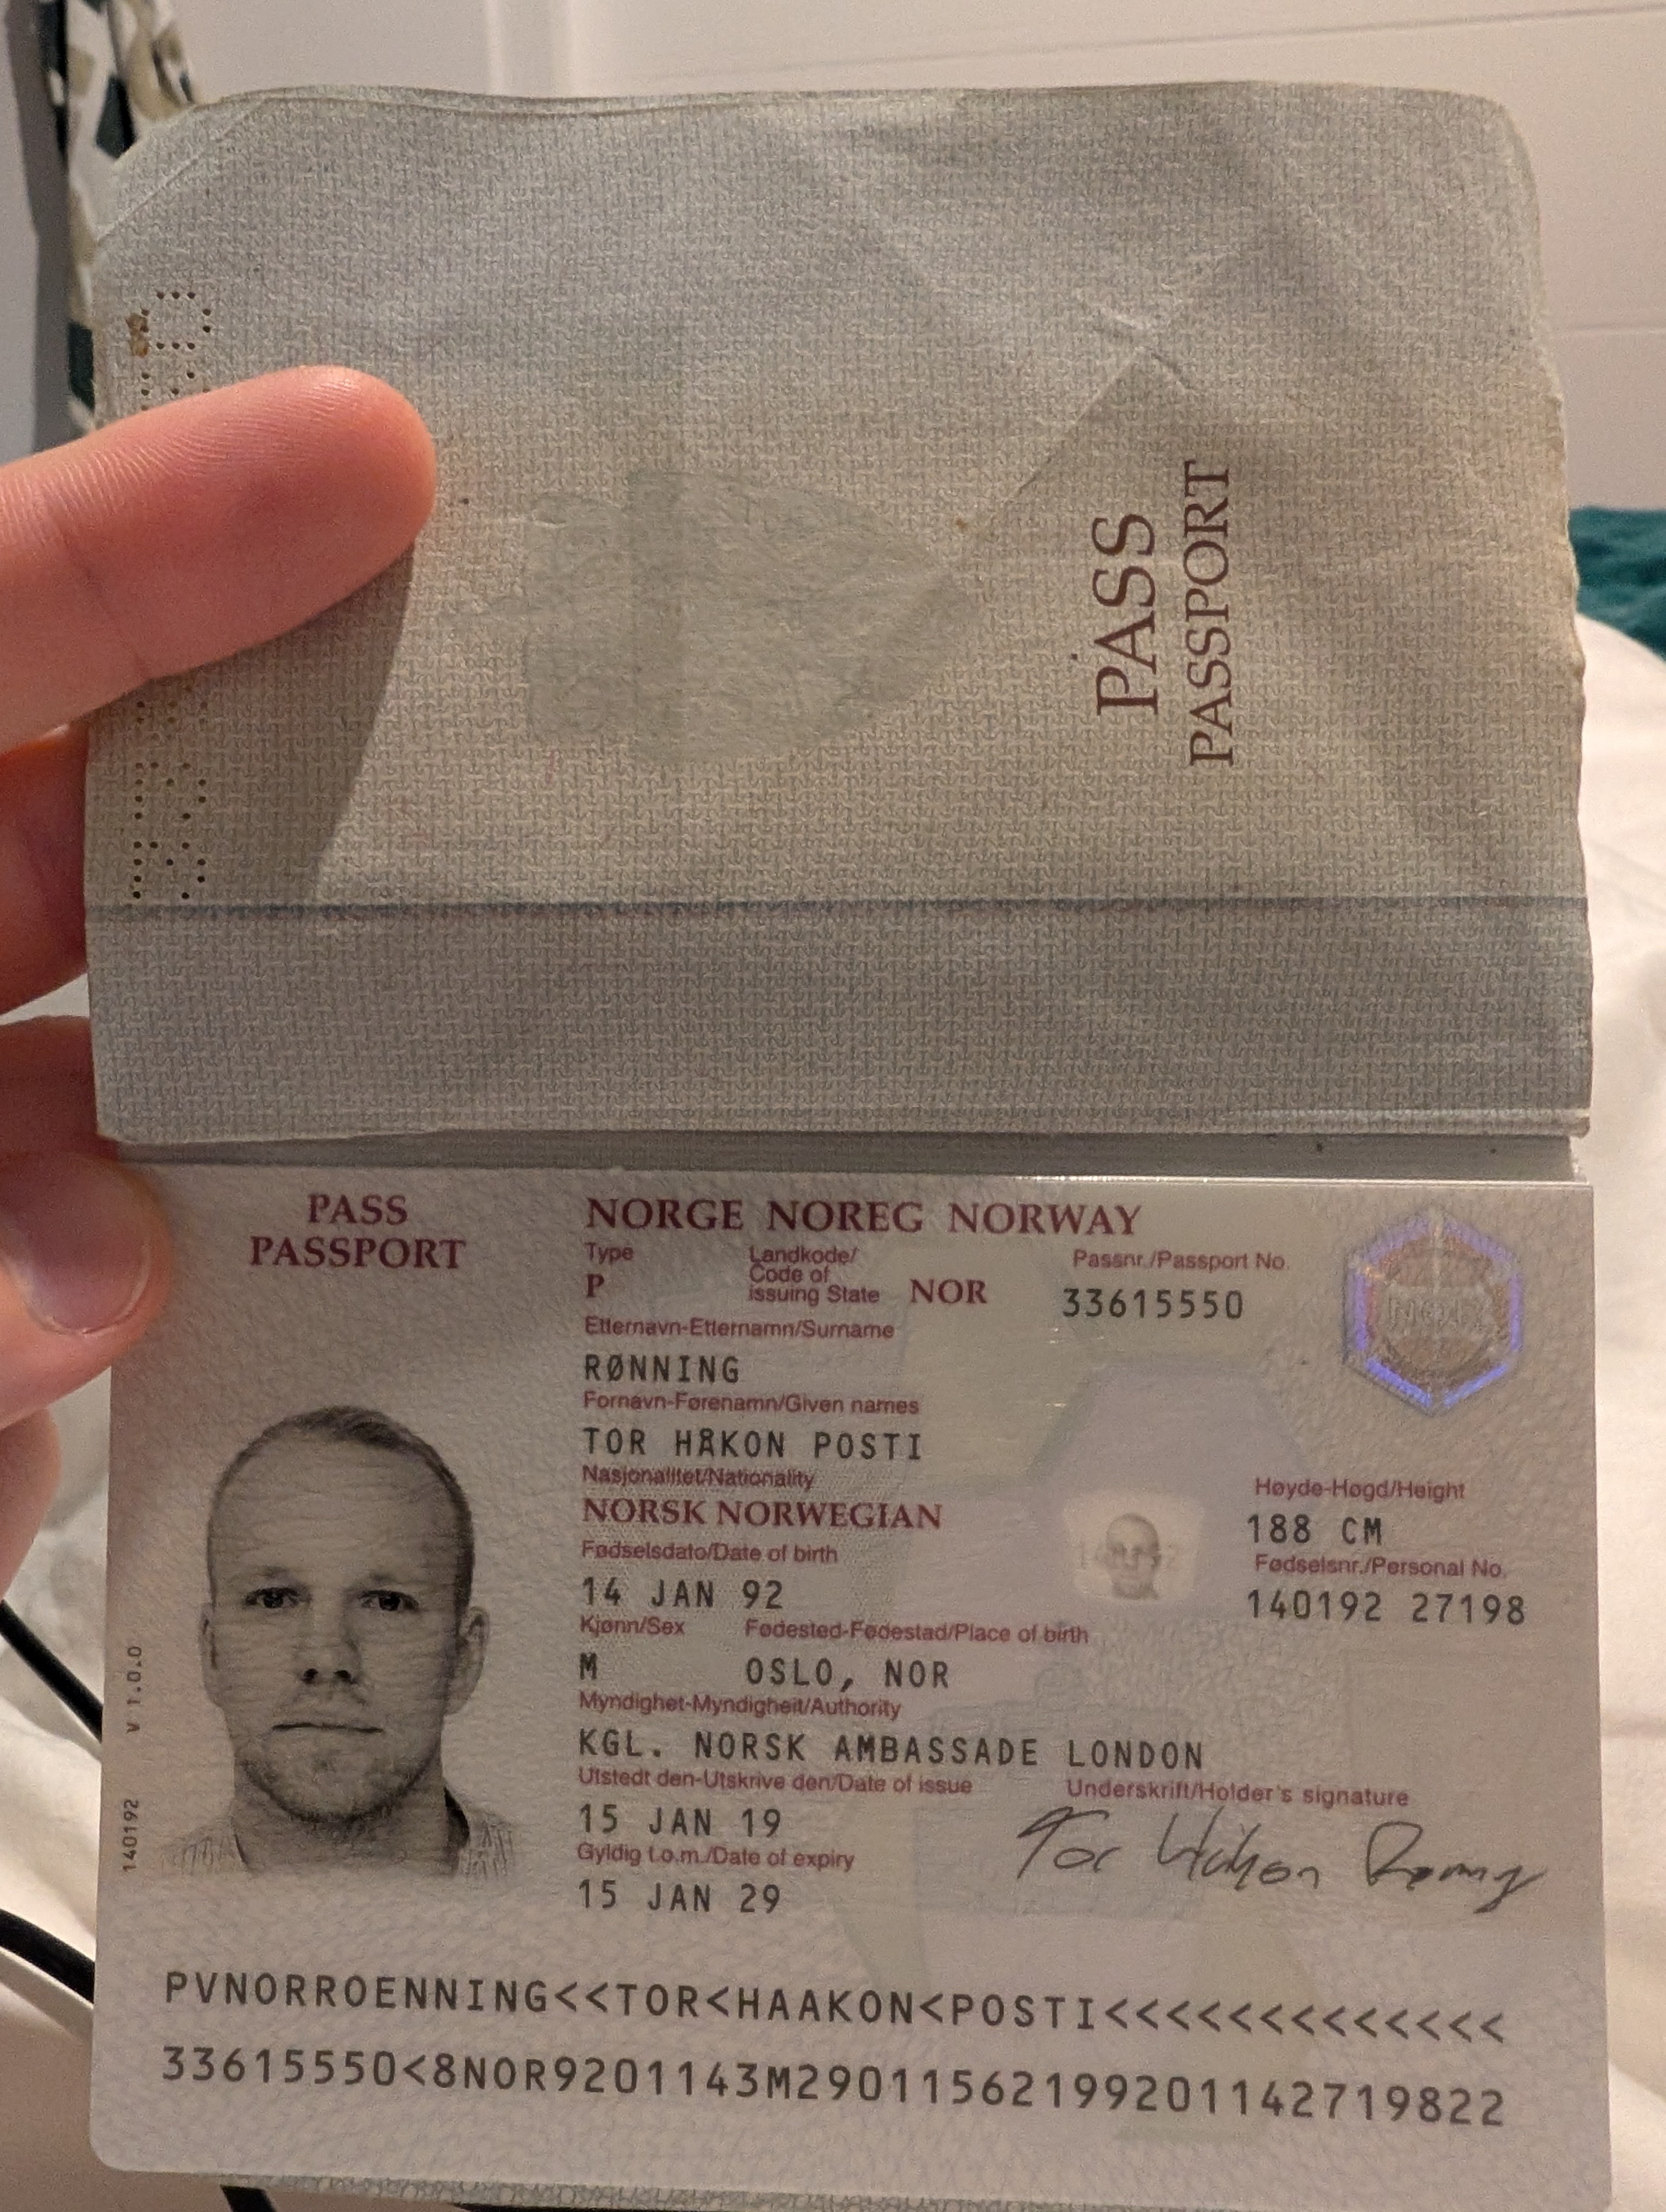 PASS
PASSPORT
PASS
PASSPORT
NORGE NOREG NORWAY
Type
Landkode/
Code of
issuing State
Passnr./Passport No.
P
NOR
33615550
Etternavn-Etternamn/Surname
RØNNING
Fornavn-Førenamn/Given names
TOR HÅKON POSTI
Nasjonalitet/Nationality
NORSK NORWEGIAN
Høyde-Høgd/Height
188 CM
Fødselsdato/Date of birth
14 JAN 92
Fødselsnr./Personal No.
140192 27198
Kjønn/Sex
Fødested-Fødestad/Place of birth
M
OSLO, NOR
Myndighet-Myndigheit/Authority
KGL. NORSK AMBASSADE LONDON
Utstedt den-Utskrive den/Date of issue
15 JAN 19
Underskrift/Holder's signature
Tor Håkon Rønning
Gyldig t.o.m./Date of expiry
15 JAN 29
140192 V 1.0.0
PVNORROENNING<<TOR<HAAKON<POSTI<<<<<<<<<<<<<
33615550<8NOR9201143M29011562199201142719822